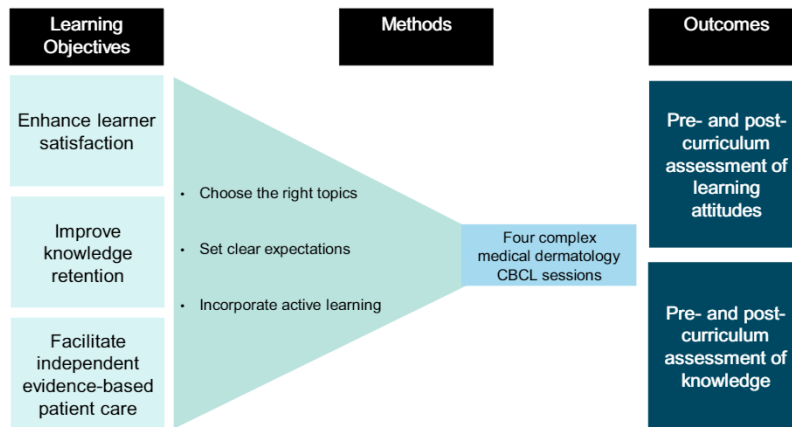 Learning
Objectives
Methods
Outcomes
Enhance learner
satisfaction
Improve
knowledge
retention
Facilitate
independent
evidence-based
patient care
• Choose the right topics
• Set clear expectations
• Incorporate active learning
Four complex
medical dermatology
CBCL sessions
Pre- and post-
curriculum
assessment of
learning
attitudes
Pre- and post-
curriculum
assessment of
knowledge